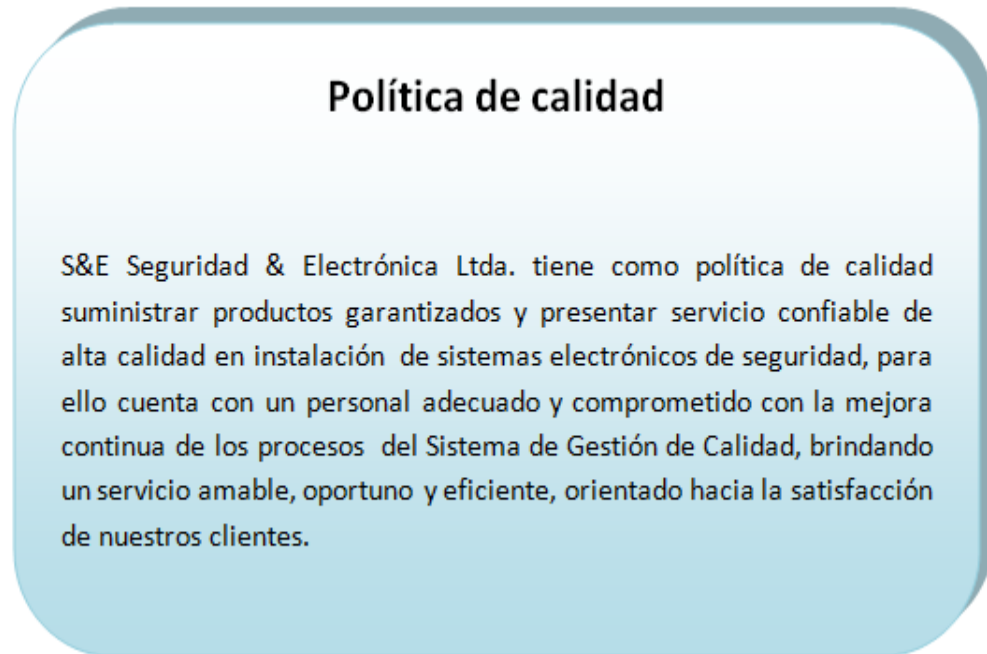 Política de calidad
S&E Seguridad & Electrónica Ltda. tiene como política de calidad
suministrar productos garantizados y presentar servicio confiable de
alta calidad en instalación de sistemas electrónicos de seguridad, para
ello cuenta con un personal adecuado y comprometido con la mejora
continua de los procesos del Sistema de Gestión de Calidad, brindando
un servicio amable, oportuno y eficiente, orientado hacia la satisfacción
de nuestros clientes.